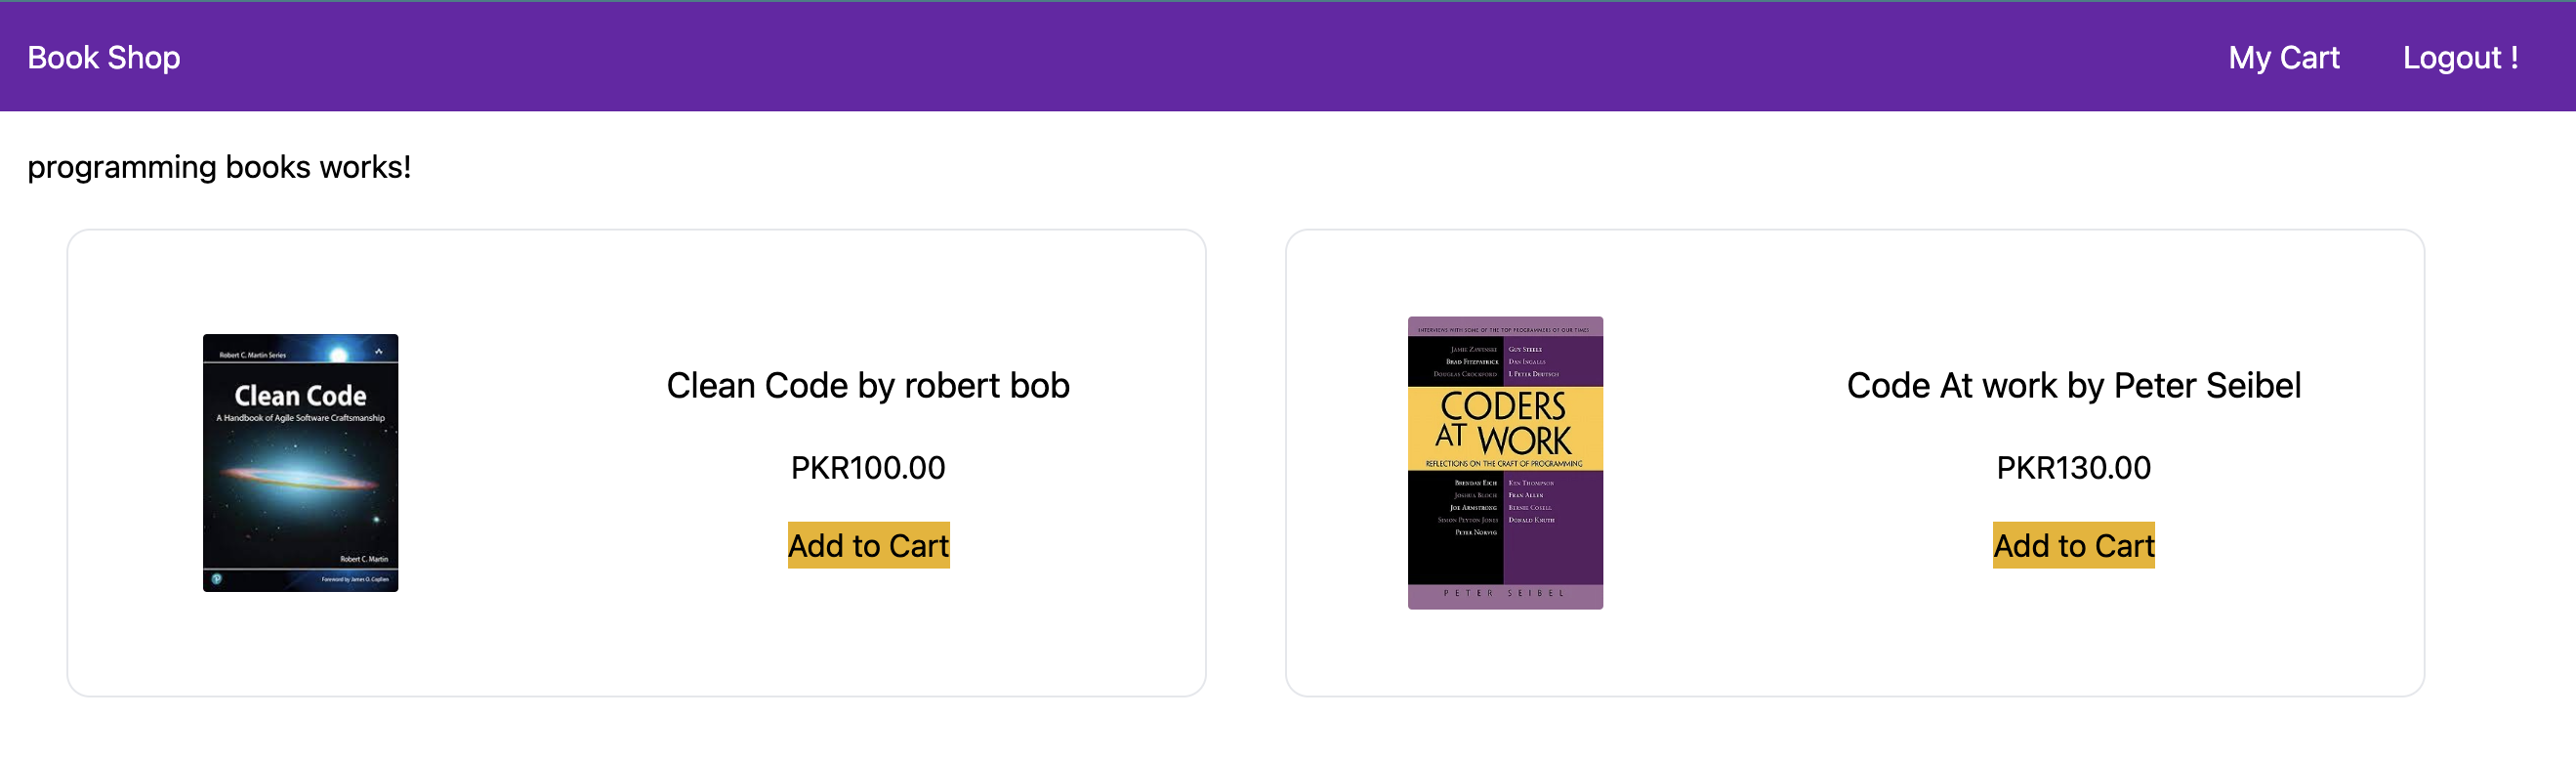 Book Shop
My Cart
Logout !
programming books works!
Robert C. Martin Series
Clean Code
A Handbook of Agile Software Craftsmanship
Robert C. Martin
Foreword by James O. Coplien
Clean Code by robert bob
PKR100.00
Add to Cart
INTERVIEWS WITH SOME OF THE TOP PROGRAMMERS OF OUR TIMES
JAMIE ZAWINSKI
GUY STEELE
BRAD FITZPATRICK
DAN INGALLS
DOUGLAS CROCKFORD
L PETER DEUTSCH
CODERS
AT WORK
REFLECTIONS ON THE CRAFT OF PROGRAMMING
BRENDAN EICH
KEN THOMPSON
JOSHUA BLOCH
FRAN ALLEN
JOE ARMSTRONG
BERNIE COSELL
SIMON PEYTON JONES
DONALD KNUTH
PETER NORVIG
PETER SEIBEL
Code At work by Peter Seibel
PKR130.00
Add to Cart